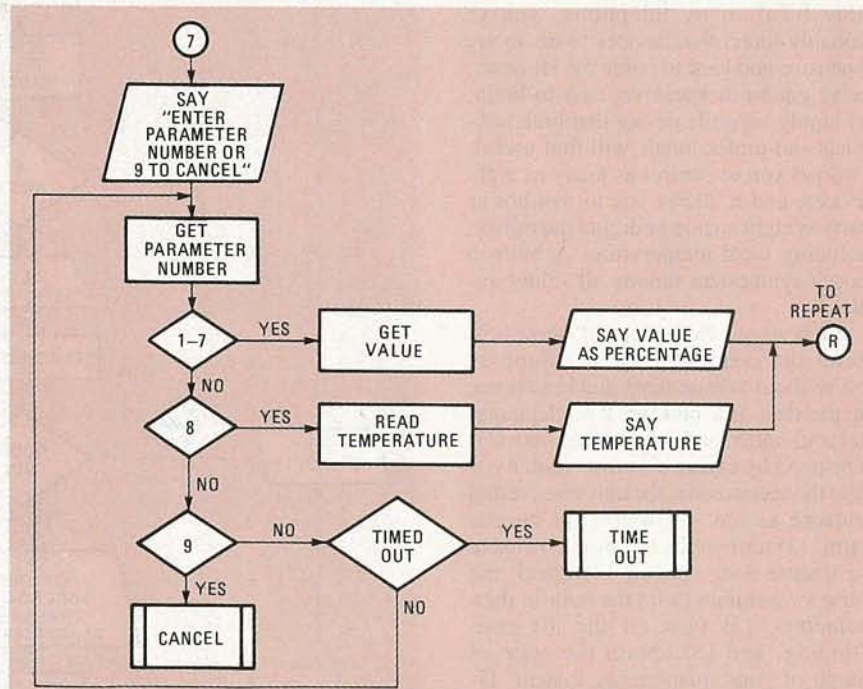 7
SAY
"ENTER
PARAMETER
NUMBER OR
9 TO CANCEL"
GET
PARAMETER
NUMBER
1–7
YES
GET
VALUE
SAY VALUE
AS PERCENTAGE
TO
REPEAT
R
NO
8
YES
READ
TEMPERATURE
SAY
TEMPERATURE
NO
9
NO
TIMED
OUT
YES
TIME
OUT
YES
NO
CANCEL